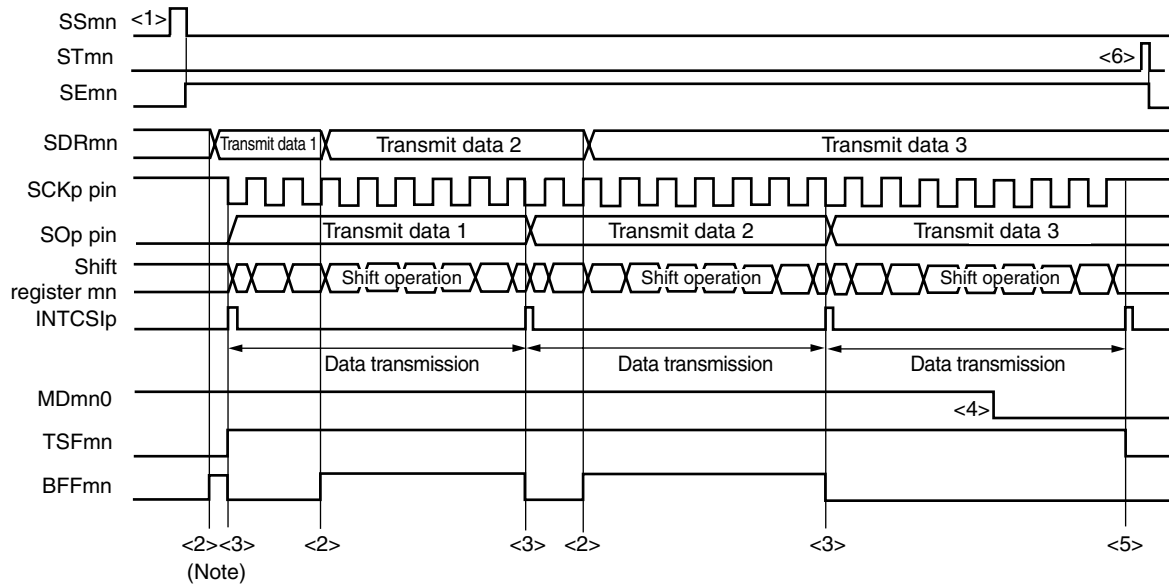 SSmn <1>
STmn <6>
SEmn
SDRmn Transmit data 1 Transmit data 2 Transmit data 3
SCKp pin
SOp pin Transmit data 1 Transmit data 2 Transmit data 3
Shift
register mn Shift operation Shift operation Shift operation
INTCSIp
Data transmission Data transmission Data transmission
MDmn0 <4>
TSFmn
BFFmn
<2> <3> <2> <3> <2> <3> <5>
(Note)